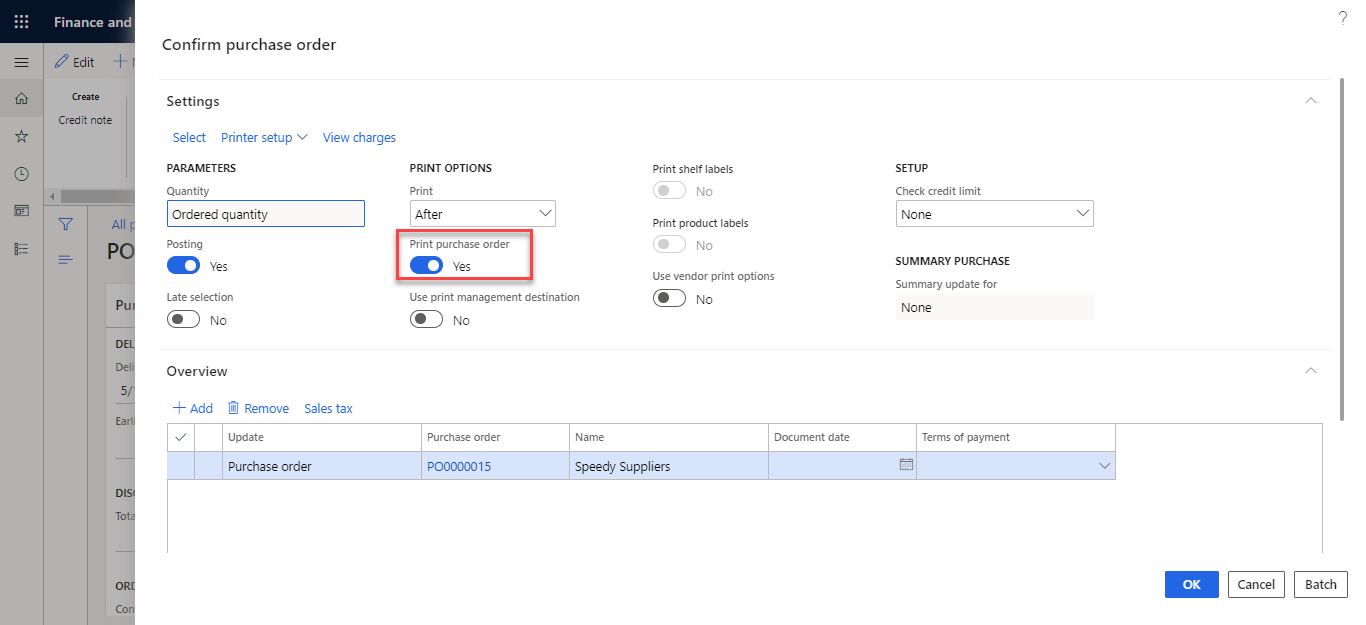 Finance and
?
Confirm purchase order
Edit
Create
Credit note
All p
PO
Pur
DEL
Deli
5/
Earli
DIS
Tota
ORD
Con
Settings
Select Printer setup View charges
PARAMETERS
Quantity
Ordered quantity
Posting
Yes
Late selection
No
PRINT OPTIONS
Print
After
Print purchase order
Yes
Use print management destination
No
Print shelf labels
No
Print product labels
No
Use vendor print options
No
SETUP
Check credit limit
None
SUMMARY PURCHASE
Summary update for
None
Overview
Add Remove Sales tax
Update Purchase order Name Document date Terms of payment
Purchase order PO0000015 Speedy Suppliers
OK Cancel Batch